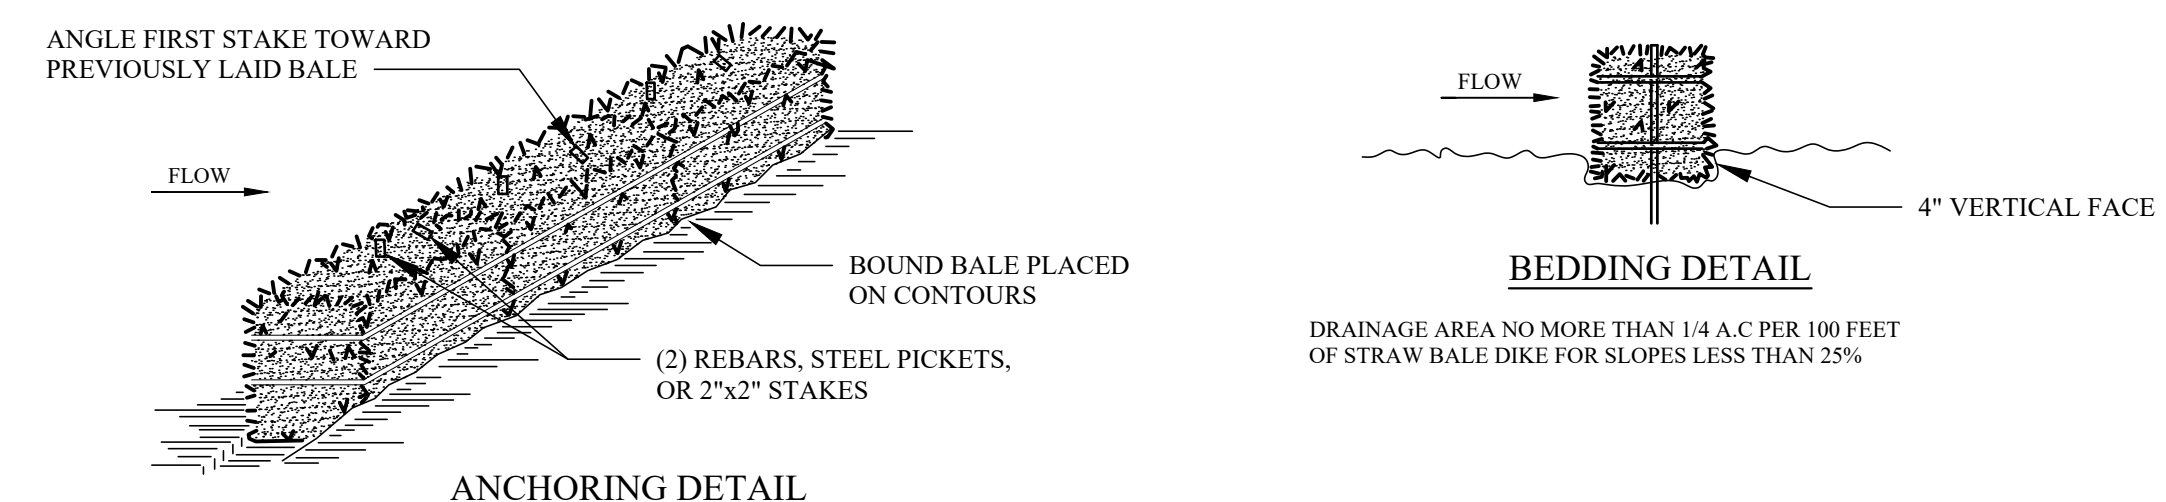 ANGLE FIRST STAKE TOWARD
PREVIOUSLY LAID BALE
FLOW
BOUND BALE PLACED
ON CONTOURS
(2) REBARS, STEEL PICKETS,
OR 2"x2" STAKES
ANCHORING DETAIL
FLOW
4" VERTICAL FACE
BEDDING DETAIL
DRAINAGE AREA NO MORE THAN 1/4 A.C PER 100 FEET
OF STRAW BALE DIKE FOR SLOPES LESS THAN 25%